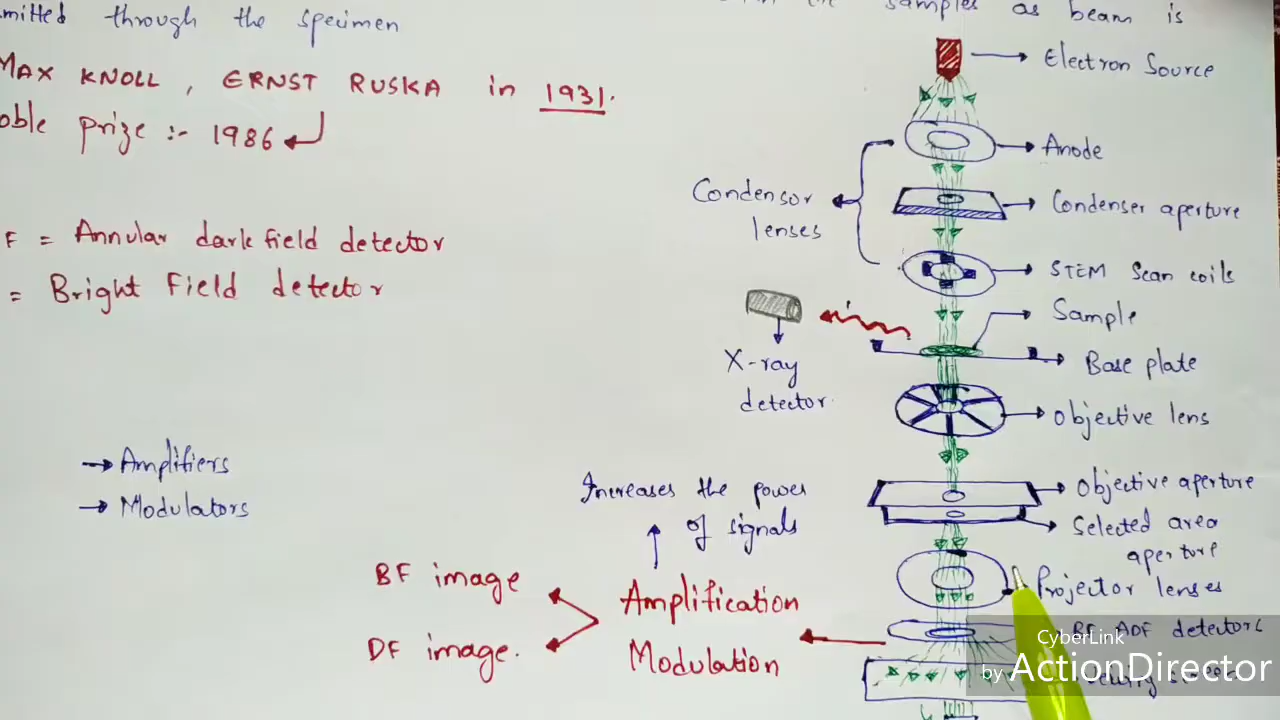 mitted through the specimen
samples as beam is
MAX KNOLL, ERNST RUSKA in 1931.
oble prize :- 1986
F = Annular dark field detector
= Bright Field detector
→ Amplifiers
→ Modulators
Electron Source
Anode
Condensor
lenses
Condenser aperture
STEM Scan coils
Sample
Base plate
X-ray
detector
Objective lens
Objective aperture
Selected area
aperture
Increases the power
of signals
Projector lenses
Amplification
Modulation
BF image
DF image.
BF ADF detectors
CyberLink
by ActionDirector